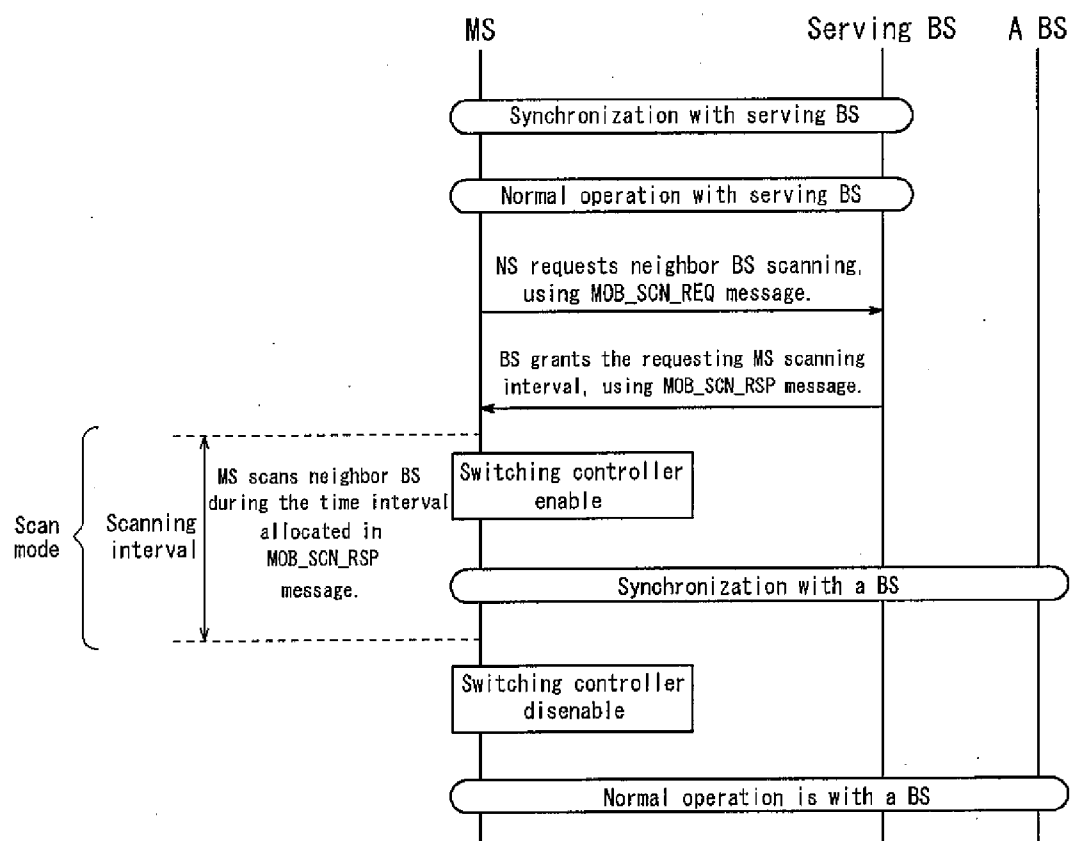 MS
Serving BS
A BS
Synchronization with serving BS
Normal operation with serving BS
NS requests neighbor BS scanning,
using MOB_SCN_REQ message.
BS grants the requesting MS scanning
interval, using MOB_SCN_RSP message.
Scan
mode
Scanning
interval
MS scans neighbor BS
during the time interval
allocated in
MOB_SCN_RSP
message.
Switching controller
enable
Synchronization with a BS
Switching controller
disenable
Normal operation is with a BS